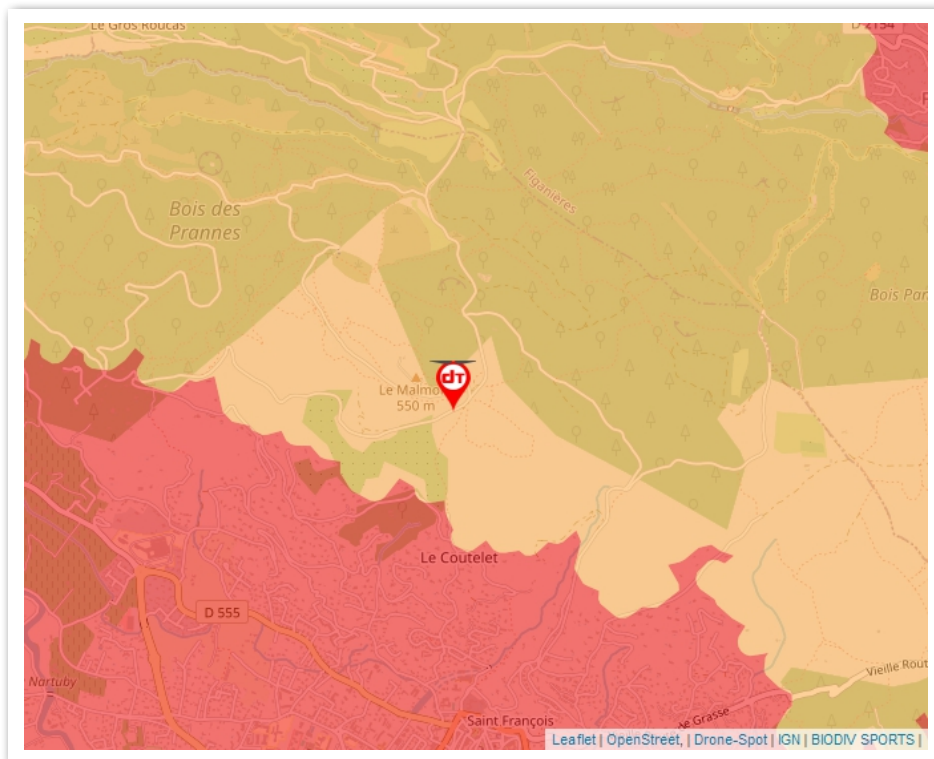 Le Gros Roucas
D 2154
Figanières
Bois des
Prannes
Bois Par
Le Malmo
550 m
dT
Le Coutelet
D 555
Vieille Rout
Nartuby
Saint François
de Grasse
Leaflet | OpenStreet, | Drone-Spot | IGN | BIODIV SPORTS |